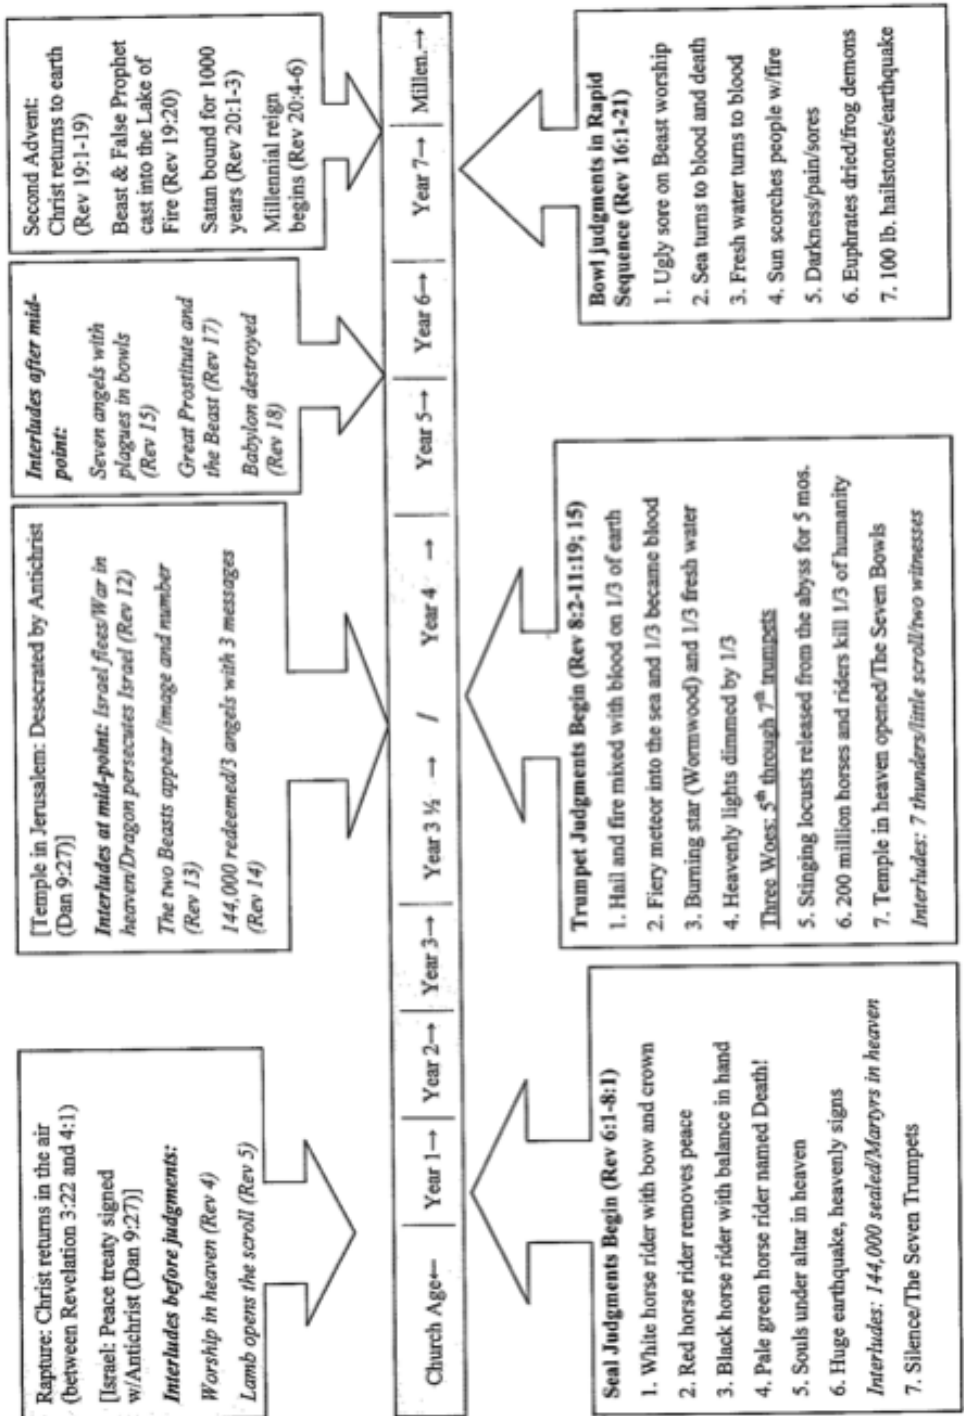 Rapture: Christ returns in the air
(between Revelation 3:22 and 4:1)
[Israel: Peace treaty signed
w/Antichrist (Dan 9:27)]
Interludes before judgments:
Worship in heaven (Rev 4)
Lamb opens the scroll (Rev 5)
[Temple in Jerusalem: Desecrated by Antichrist
(Dan 9:27)]
Interludes at mid-point: Israel flees/War in
heaven/Dragon persecutes Israel (Rev 12)
The two Beasts appear /image and number
(Rev 13)
144,000 redeemed/3 angels with 3 messages
(Rev 14)
Interludes after mid-
point:
Seven angels with
plagues in bowls
(Rev 15)
Great Prostitute and
the Beast (Rev 17)
Babylon destroyed
(Rev 18)
Second Advent:
Christ returns to earth
(Rev 19:1-19)
Beast & False Prophet
cast into the Lake of
Fire (Rev 19:20)
Satan bound for 1000
years (Rev 20:1-3)
Millennial reign
begins (Rev 20:4-6)
Church Age← | Year 1→ | Year 2→ | Year 3→ | Year 3 ½ → / Year 4 → | Year 5→ | Year 6→ | Year 7→ | Millen.→
Seal Judgments Begin (Rev 6:1-8:1)
1. White horse rider with bow and crown
2. Red horse rider removes peace
3. Black horse rider with balance in hand
4. Pale green horse rider named Death!
5. Souls under altar in heaven
6. Huge earthquake, heavenly signs
Interludes: 144,000 sealed/Martyrs in heaven
7. Silence/The Seven Trumpets
Trumpet Judgments Begin (Rev 8:2-11:19; 15)
1. Hail and fire mixed with blood on 1/3 of earth
2. Fiery meteor into the sea and 1/3 became blood
3. Burning star (Wormwood) and 1/3 fresh water
4. Heavenly lights dimmed by 1/3
Three Woes: 5th through 7th trumpets
5. Stinging locusts released from the abyss for 5 mos.
6. 200 million horses and riders kill 1/3 of humanity
7. Temple in heaven opened/The Seven Bowls
Interludes: 7 thunders/little scroll/two witnesses
Bowl judgments in Rapid
Sequence (Rev 16:1-21)
1. Ugly sore on Beast worship
2. Sea turns to blood and death
3. Fresh water turns to blood
4. Sun scorches people w/fire
5. Darkness/pain/sores
6. Euphrates dried/frog demons
7. 100 lb. hailstones/earthquake